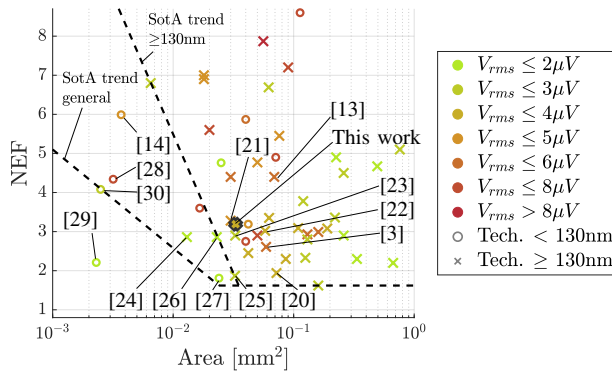 SotA trend
≥130nm
SotA trend
general
[14]
[28]
[30]
[29]
[24]
[26]
[27]
[25]
[20]
[21]
[13]
This work
[23]
[22]
[3]
NEF
8
7
6
5
4
3
2
1
10⁻³
10⁻²
10⁻¹
10⁰
Area [mm²]
V_rms ≤ 2μV
V_rms ≤ 3μV
V_rms ≤ 4μV
V_rms ≤ 5μV
V_rms ≤ 6μV
V_rms ≤ 8μV
V_rms > 8μV
Tech. < 130nm
Tech. ≥ 130nm